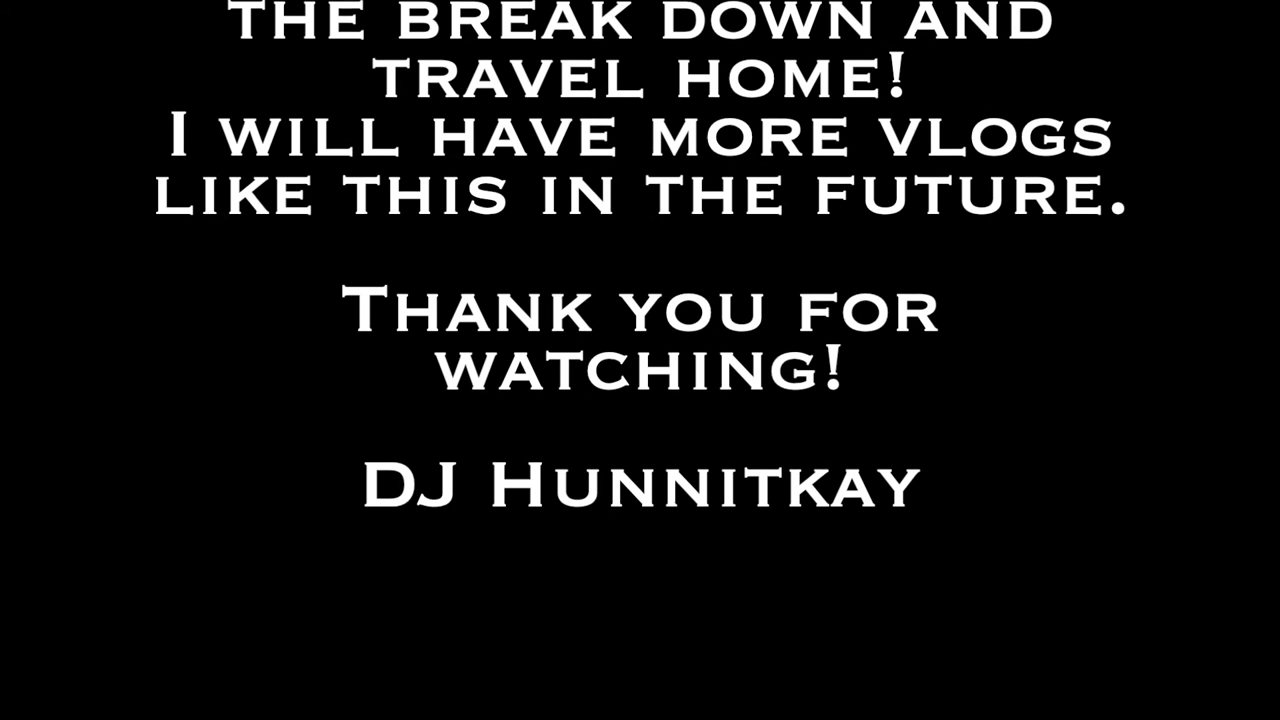 THE BREAK DOWN AND
TRAVEL HOME!
I WILL HAVE MORE VLOGS
LIKE THIS IN THE FUTURE.
THANK YOU FOR
WATCHING!
DJ HUNNITKAY